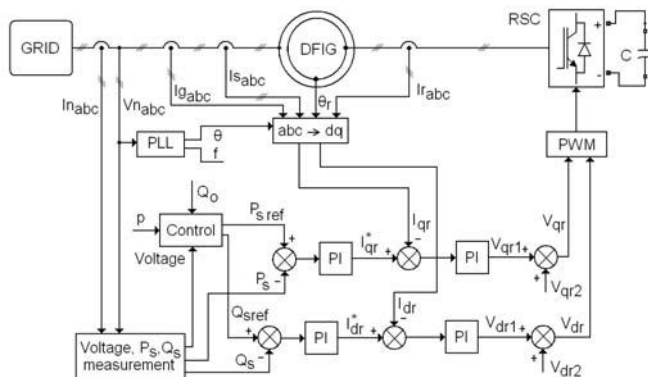 RSC
+
-
C
GRID
DFIG
In_abc
Vn_abc
Ig_abc
Is_abc
θ_r
Ir_abc
θ
f
PLL
abc → dq
PWM
Q_o
P_s ref
p
Control
Voltage
P_s -
+
PI
I*_qr
+
-
I_qr
PI
V_qr1 +
+
V_qr2
V_qr
Q_sref
+
Q_s -
PI
I*_dr
+
-
I_dr
PI
V_dr1 +
+
V_dr2
V_dr
Voltage, P_s, Q_s
measurement